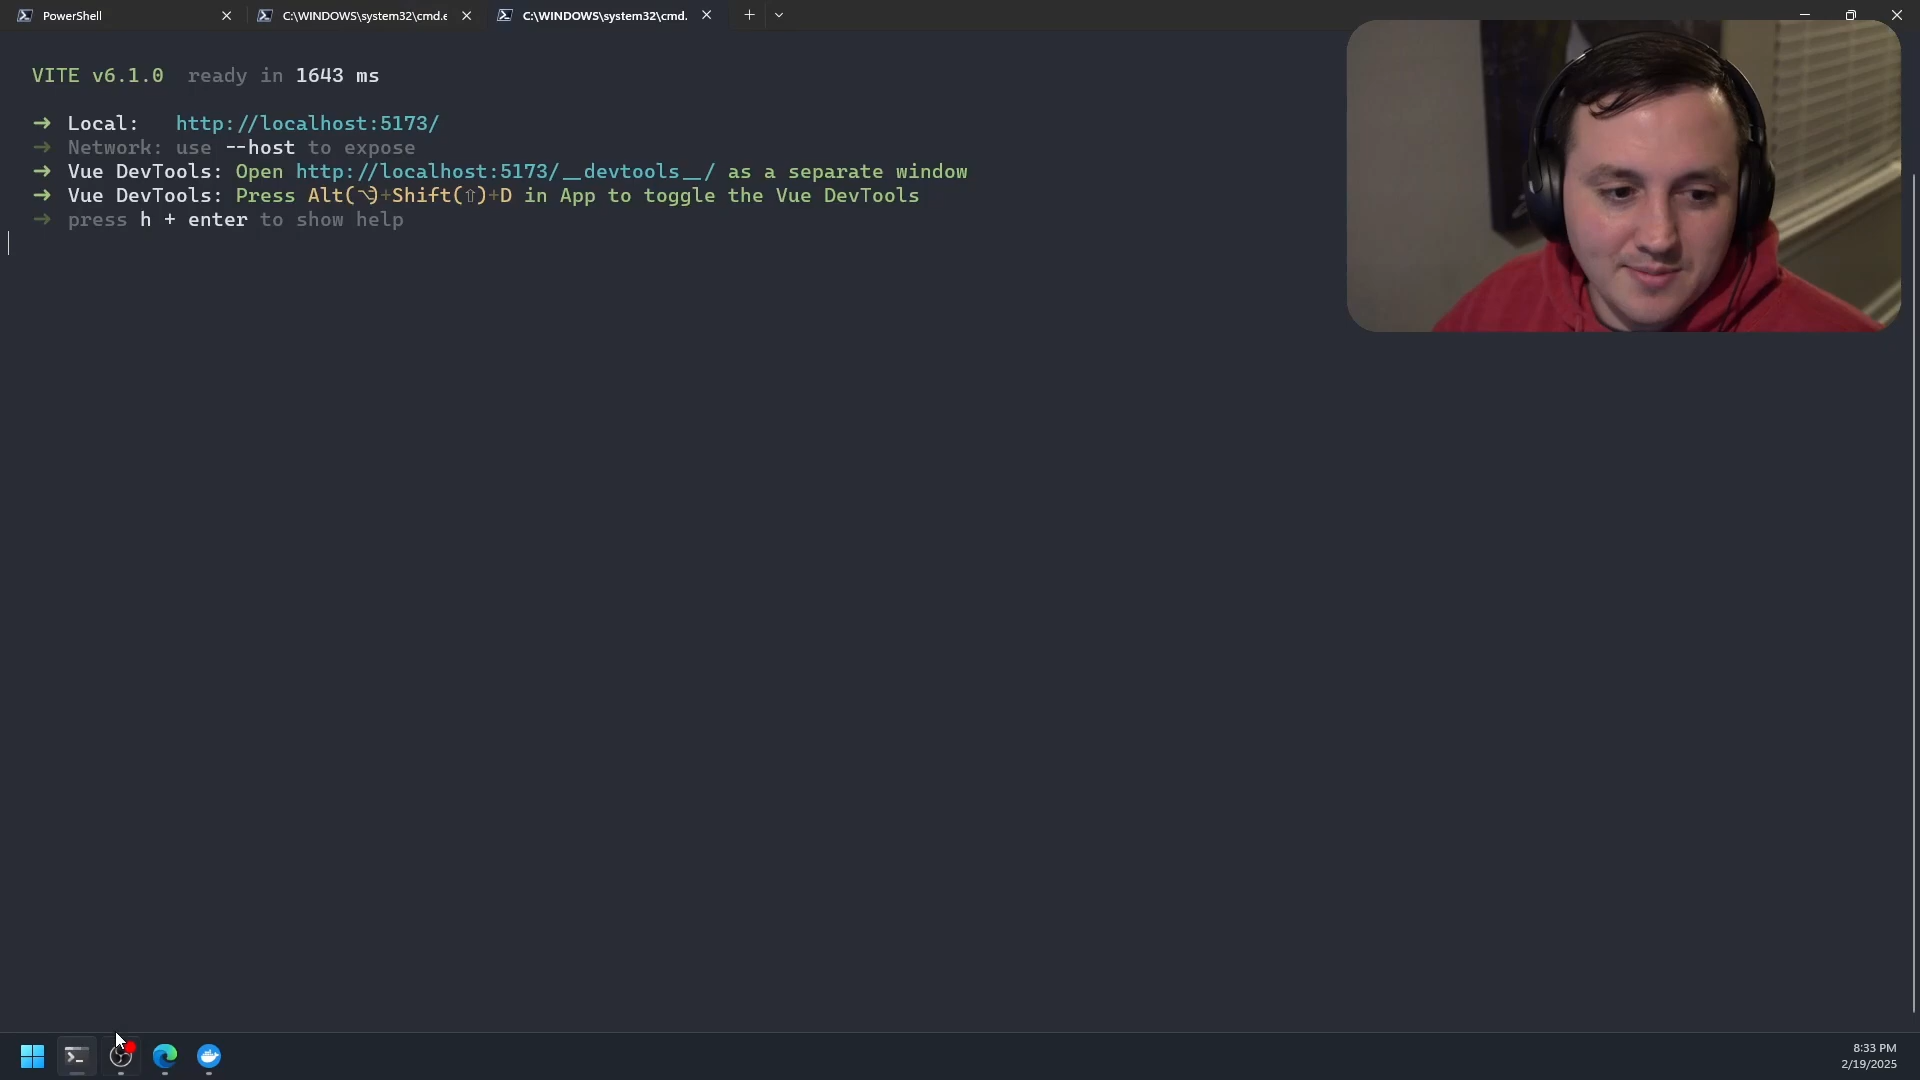 PowerShell
C:\WINDOWS\system32\cmd.e
C:\WINDOWS\system32\cmd.
VITE v6.1.0 ready in 1643 ms
➜ Local: http://localhost:5173/
➜ Network: use --host to expose
➜ Vue DevTools: Open http://localhost:5173/__devtools__/ as a separate window
➜ Vue DevTools: Press Alt(⌥)+Shift(⇧)+D in App to toggle the Vue DevTools
➜ press h + enter to show help
8:33 PM
2/19/2025